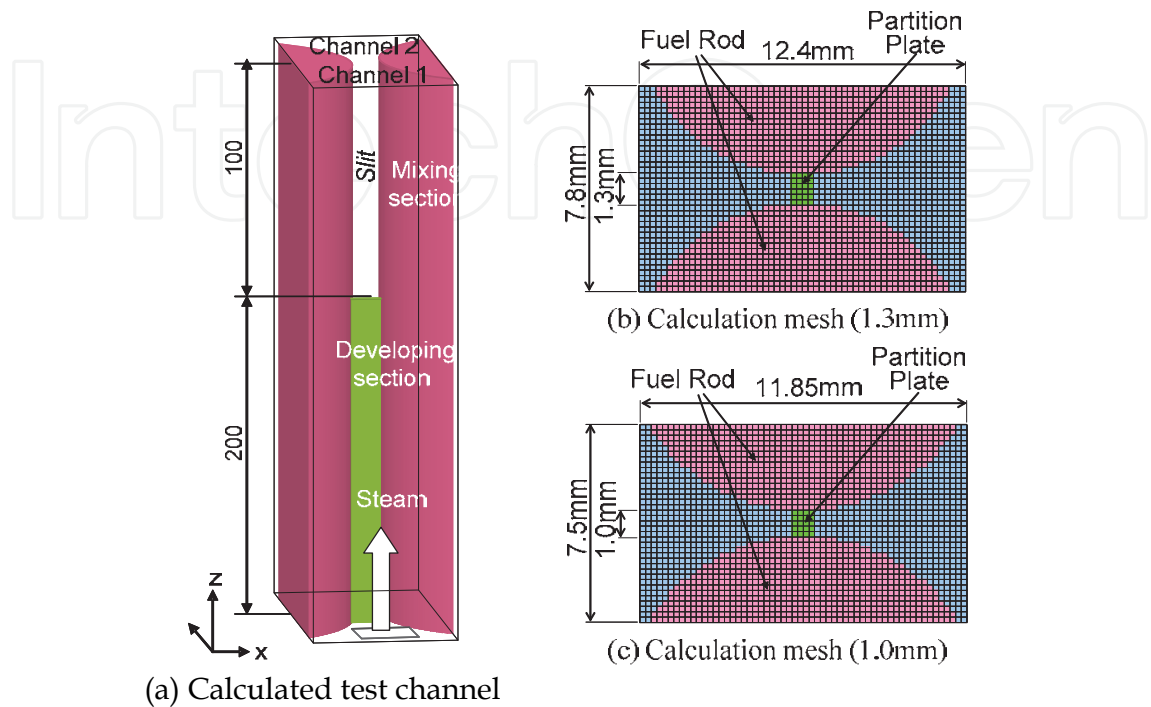 IntechOpen
Channel 2
Channel 1
100
Slit
Mixing
section
Developing
section
200
Steam
z
x
(a) Calculated test channel
Fuel Rod
Partition
Plate
12.4mm
7.8mm
1.3mm
(b) Calculation mesh (1.3mm)
Fuel Rod
Partition
Plate
11.85mm
7.5mm
1.0mm
(c) Calculation mesh (1.0mm)